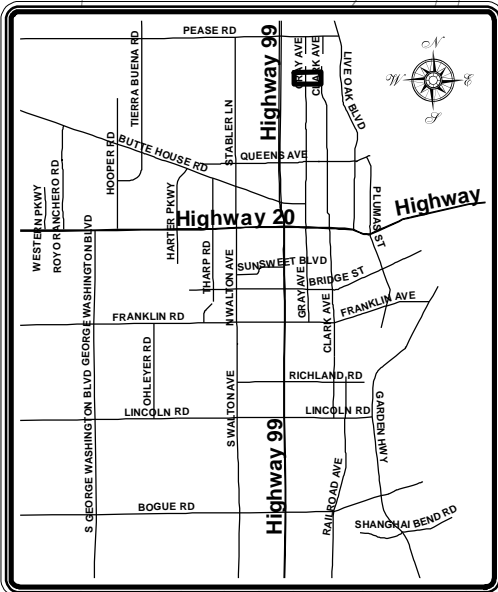 PEASE RD
TIERRA BUENA RD
Highway 99
GRAY AVE
CLARK AVE
LIVE OAK BLVD
N
W
E
S
STABLER LN
HOOPER RD
BUTTE HOUSE RD
QUEENS AVE
ROYO RANCHERO RD
WESTERN PKWY
HARTER PKWY
Highway 20
PLUMAS ST
Highway
GEORGE WASHINGTON BLVD
THARP RD
N WALTON AVE
SUNSWEET BLVD
BRIDGE ST
GRAY AVE
FRANKLIN AVE
FRANKLIN RD
CLARK AVE
OHLEYER RD
RICHLAND RD
S WALTON AVE
LINCOLN RD
LINCOLN RD
GARDEN HWY
S GEORGE WASHINGTON BLVD
Highway 99
RAILROAD AVE
BOGUE RD
SHANGHAI BEND RD